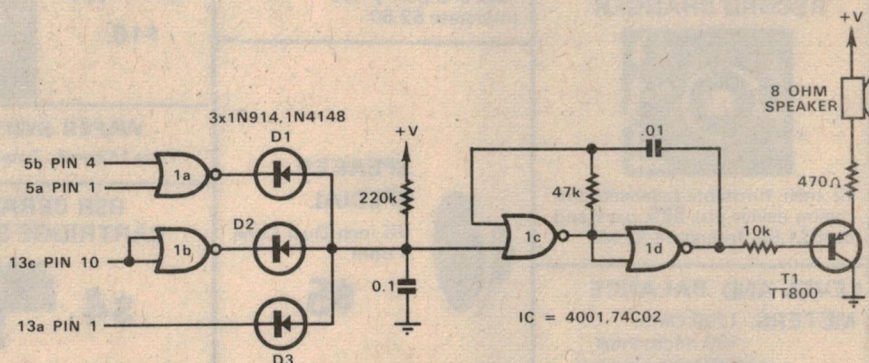 +V
8 OHM
SPEAKER
3x1N914,1N4148
D1
+V
.01
5b PIN 4
1a
5a PIN 1
220k
47k
470Ω
D2
1c
1d
10k
1b
13c PIN 10
T1
TT800
0.1
IC = 4001,74C02
13a PIN 1
D3